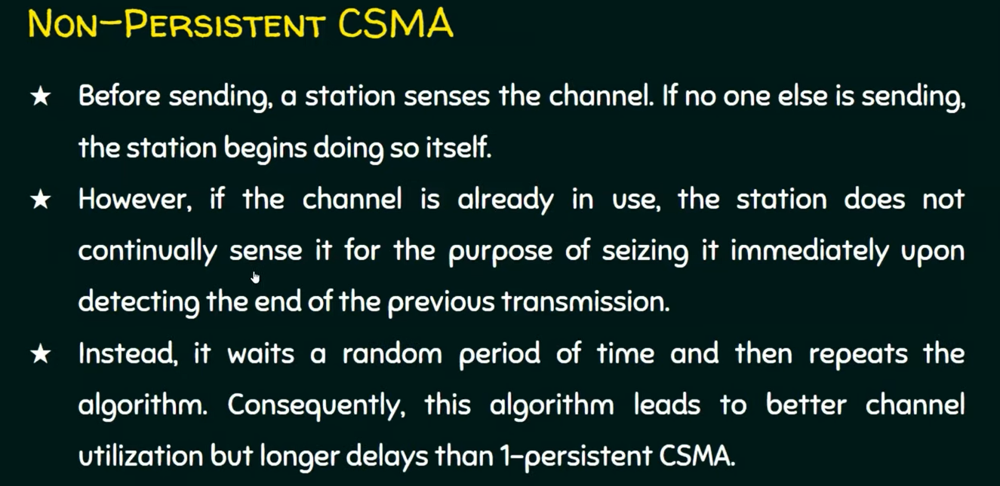 NON-PERSISTENT CSMA
★ Before sending, a station senses the channel. If no one else is sending,
the station begins doing so itself.
★ However, if the channel is already in use, the station does not
continually sense it for the purpose of seizing it immediately upon
detecting the end of the previous transmission.
★ Instead, it waits a random period of time and then repeats the
algorithm. Consequently, this algorithm leads to better channel
utilization but longer delays than 1-persistent CSMA.